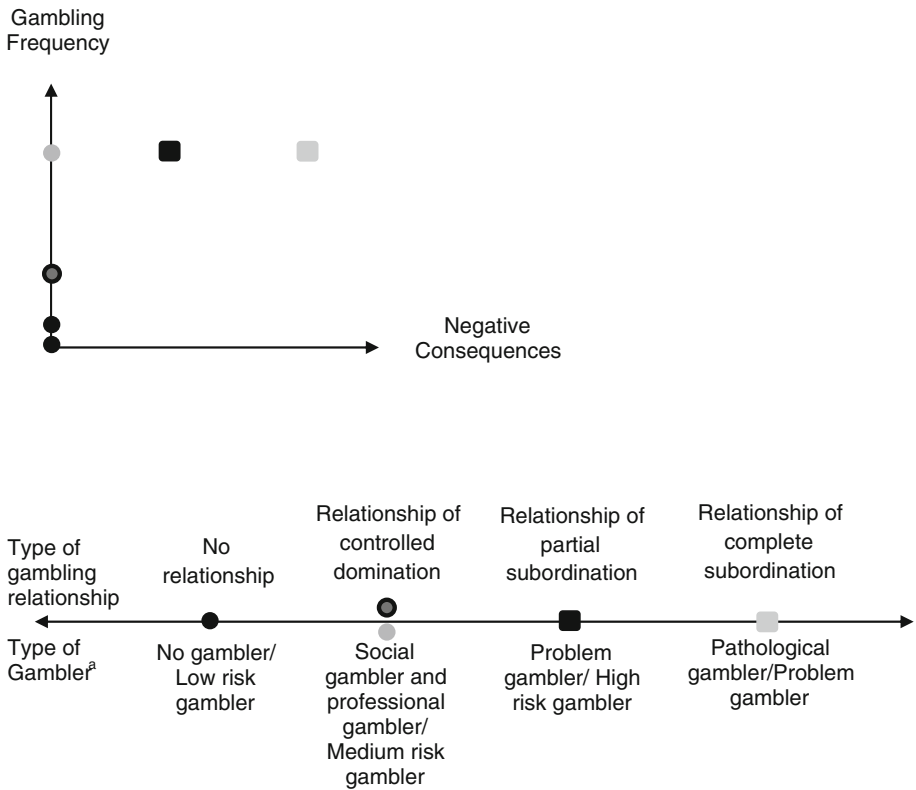 Gambling
Frequency
Negative
Consequences
Type of
gambling
relationship
No
relationship
Relationship of
controlled
domination
Relationship of
partial
subordination
Relationship of
complete
subordination
Type of
Gamblerᵃ
No gambler/
Low risk
gambler
Social
gambler and
professional
gambler/
Medium risk
gambler
Problem
gambler/ High
risk gambler
Pathological
gambler/Problem
gambler